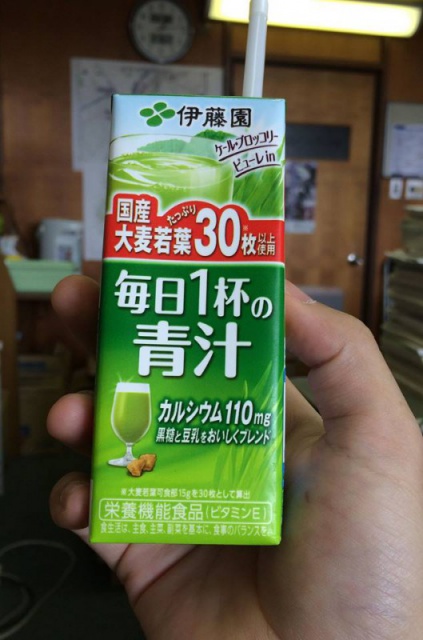 伊藤園
ケール・ブロッコリー
ピューレin
国産
たっぷり
大麦若葉30枚以上使用
※
毎日1杯の
青汁
カルシウム110mg
黒糖と豆乳をおいしくブレンド
※大麦若葉可食部15gを30枚として算出
栄養機能食品(ビタミンE)
食生活は、主食、主菜、副菜を基本に、食事のバランスを。